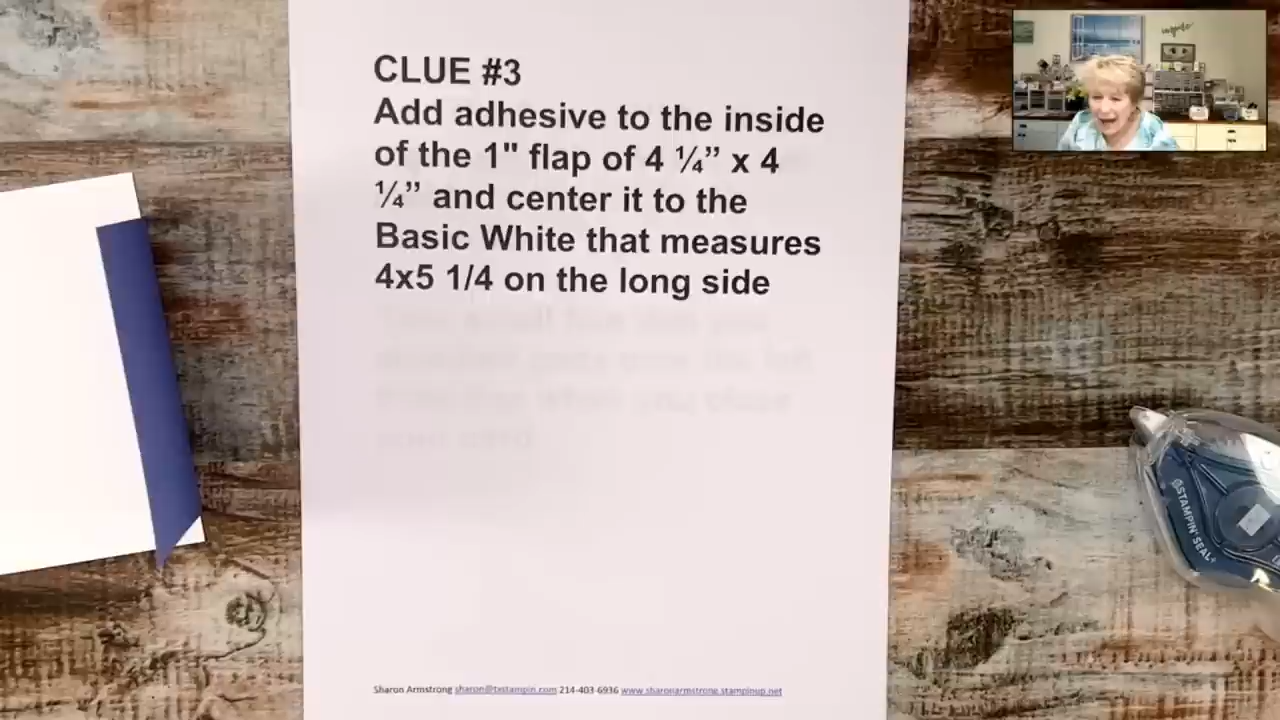 CLUE #3
Add adhesive to the inside
of the 1" flap of 4 ¼” x 4
¼” and center it to the
Basic White that measures
4x5 1/4 on the long side
Sharon Armstrong sharon@txstampin.com 214-403-6936 www.sharonarmstrong.stampinup.net
STAMPIN' SEAL+